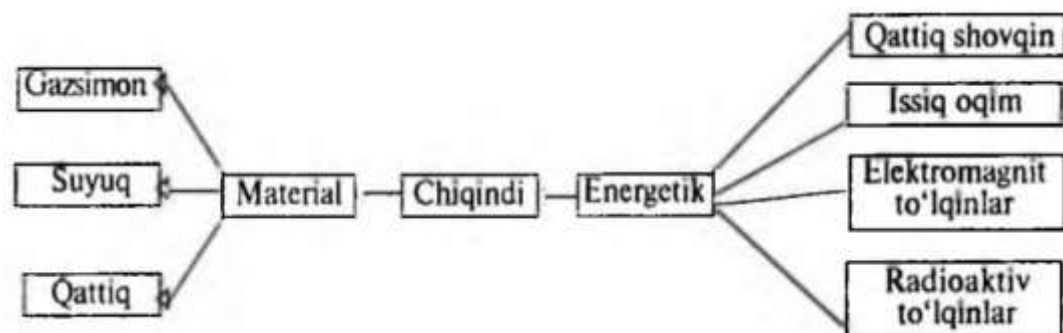 Gazsimon
Suyuq
Qattiq
Material
Chiqindi
Energetik
Qattiq shovqin
Issiq oqim
Elektromagnit
to‘lqinlar
Radioaktiv
to‘lqinlar